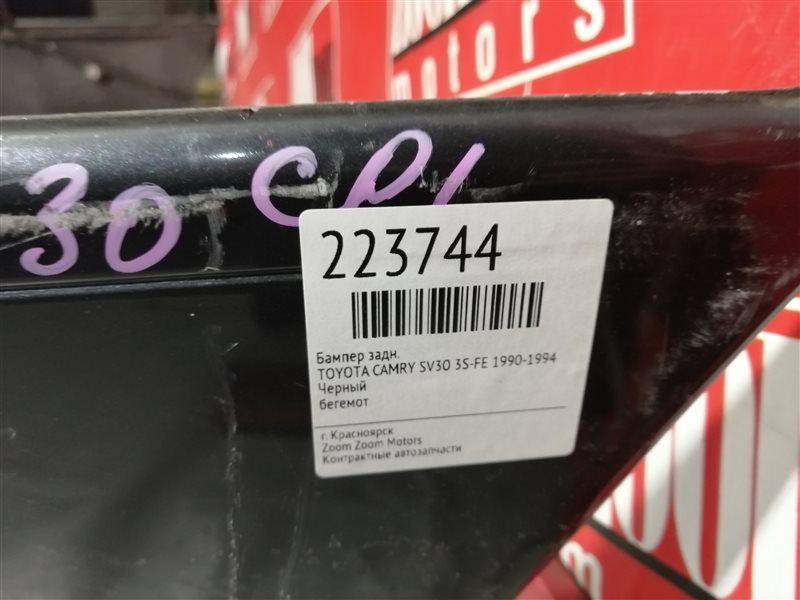 motors
30 СР
223744
Бампер задн.
TOYOTA CAMRY SV30 3S-FE 1990-1994
Черный
бегемот
г. Красноярск
Zoom Zoom Motors
Контрактные автозапчасти